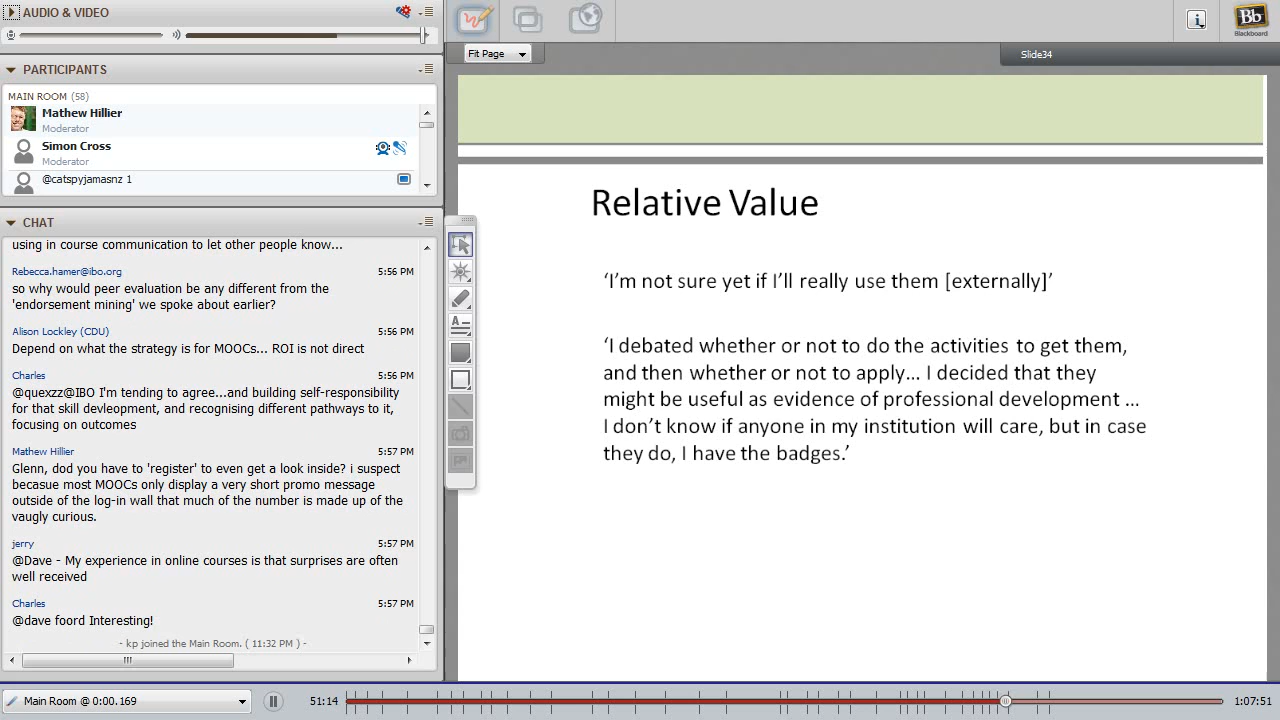 AUDIO & VIDEO
PARTICIPANTS
MAIN ROOM (58)
Mathew Hillier
Moderator
Simon Cross
Moderator
@catspyjamasnz 1
CHAT
using in course communication to let other people know...
Rebecca.hamer@ibo.org 5:56 PM
so why would peer evaluation be any different from the
'endorsement mining' we spoke about earlier?
Alison Lockley (CDU) 5:56 PM
Depend on what the strategy is for MOOCs... ROI is not direct
Charles 5:56 PM
@quexzz@IBO I'm tending to agree...and building self-responsibility
for that skill devleopment, and recognising different pathways to it,
focusing on outcomes
Mathew Hillier 5:57 PM
Glenn, dod you have to 'register' to even get a look inside? i suspect
becasue most MOOCs only display a very short promo message
outside of the log-in wall that much of the number is made up of the
vaugly curious.
jerry 5:57 PM
@Dave - My experience in online courses is that surprises are often
well received
Charles 5:57 PM
@dave foord Interesting!
- kp joined the Main Room. ( 11:32 PM ) -
Main Room @ 0:00.169
51:14
1:07:51
Fit Page
Slide34
Bb
Blackboard
Relative Value
‘I’m not sure yet if I’ll really use them [externally]’
‘I debated whether or not to do the activities to get them,
and then whether or not to apply… I decided that they
might be useful as evidence of professional development …
I don’t know if anyone in my institution will care, but in case
they do, I have the badges.’